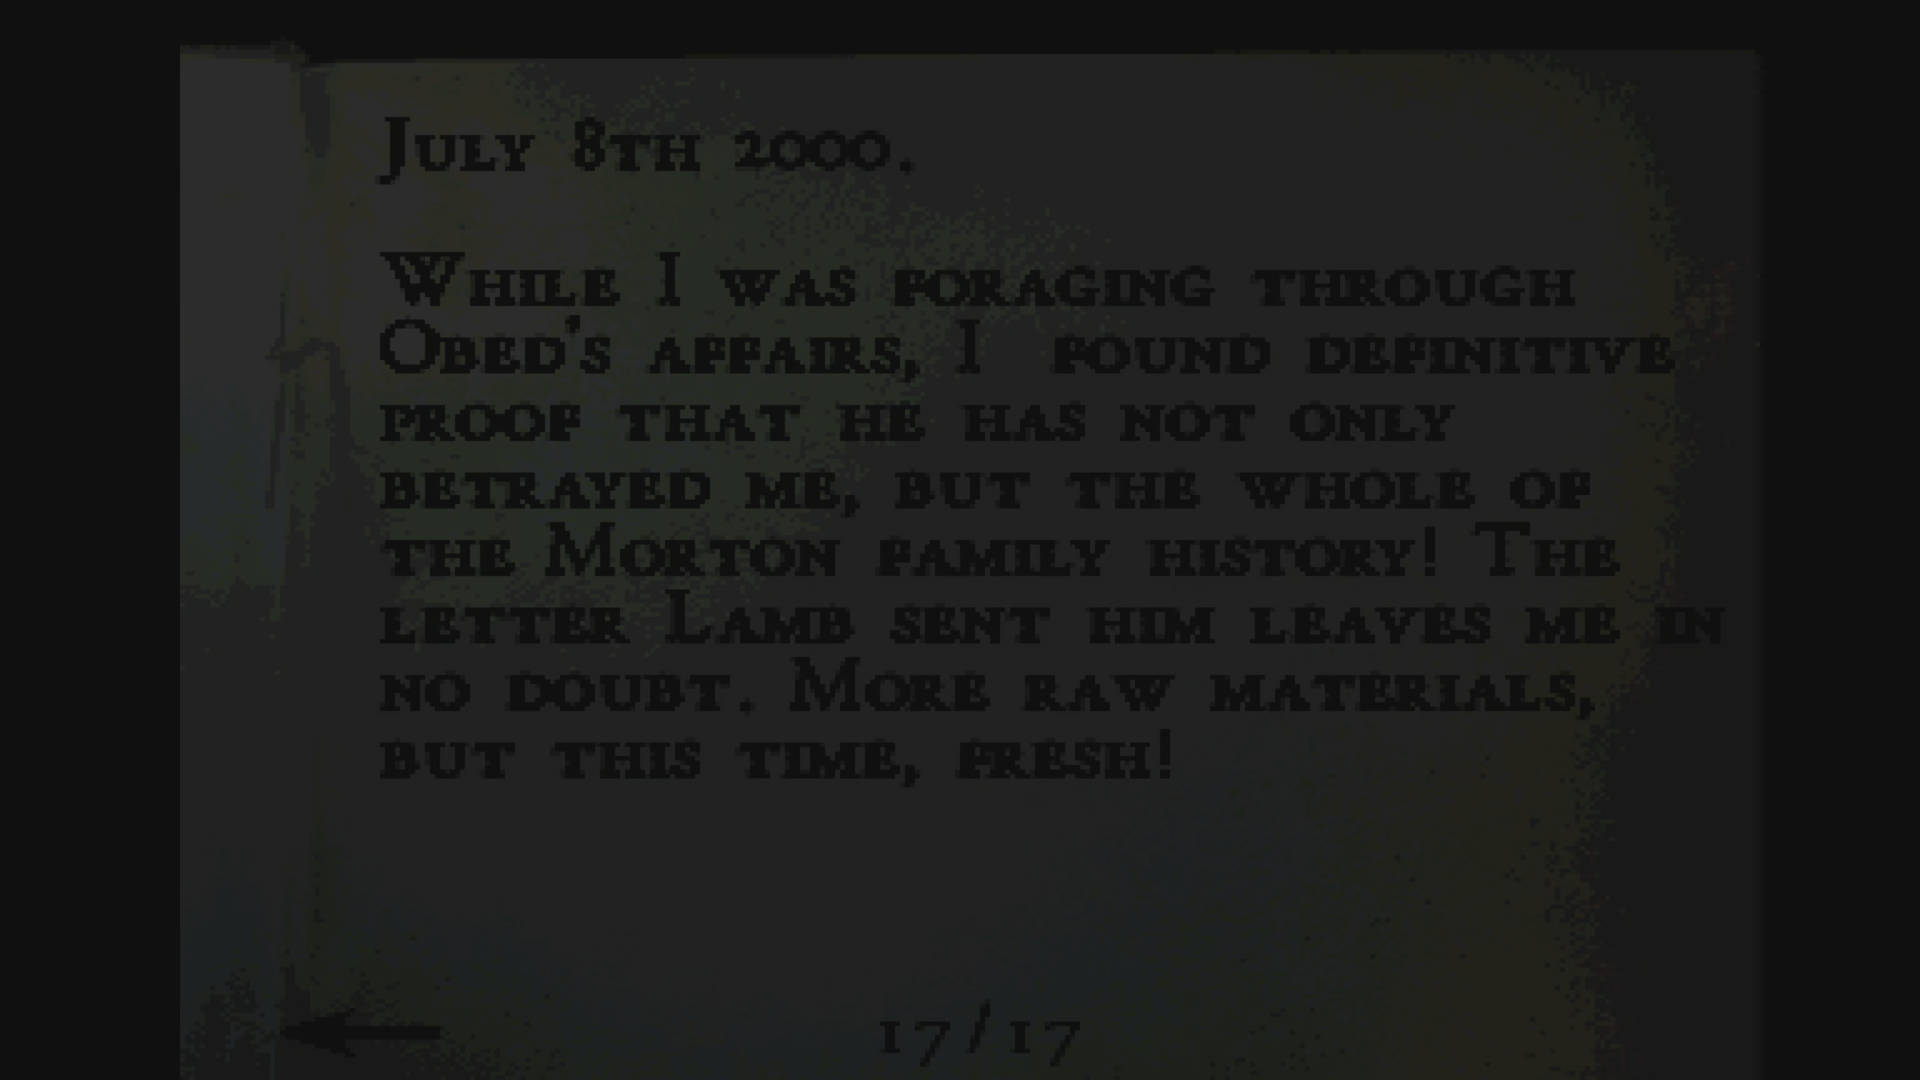 July 8th 2000.
While I was foraging through
Obed's affairs, I found definitive
proof that he has not only
betrayed me, but the whole of
the Morton family history! The
letter Lamb sent him leaves me in
no doubt. More raw materials,
but this time, fresh!
17/17